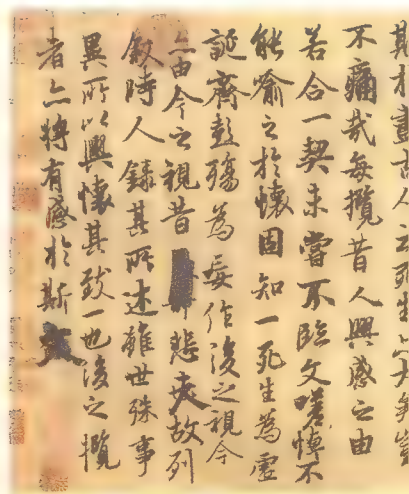 期於盡古人云死生亦大矣豈
不痛哉每攬昔人興感之由
若合一契未嘗不臨文嗟悼不
能喻之於懷固知一死生為虛
誕齊彭殤為妄作後之視今
亦由今之視昔悲夫故列
敘時人錄其所述雖世殊事
異所以興懷其致一也後之攬
者亦將有感於斯文